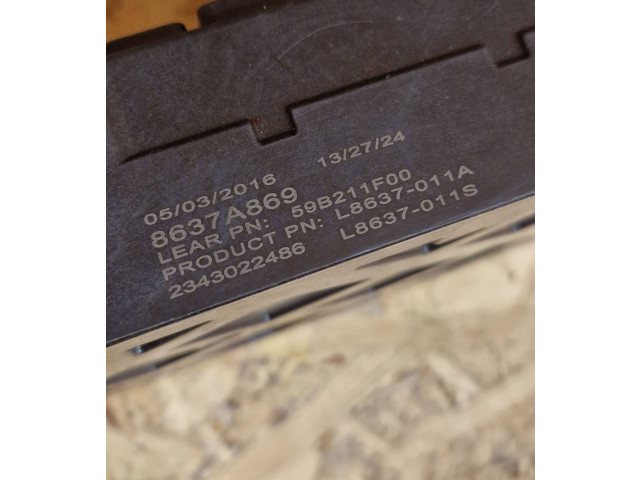 05/03/2016 13/27/24
8637A869
LEAR PN: 59B211F00
PRODUCT PN: L8637-011A
2343022486 L8637-011S